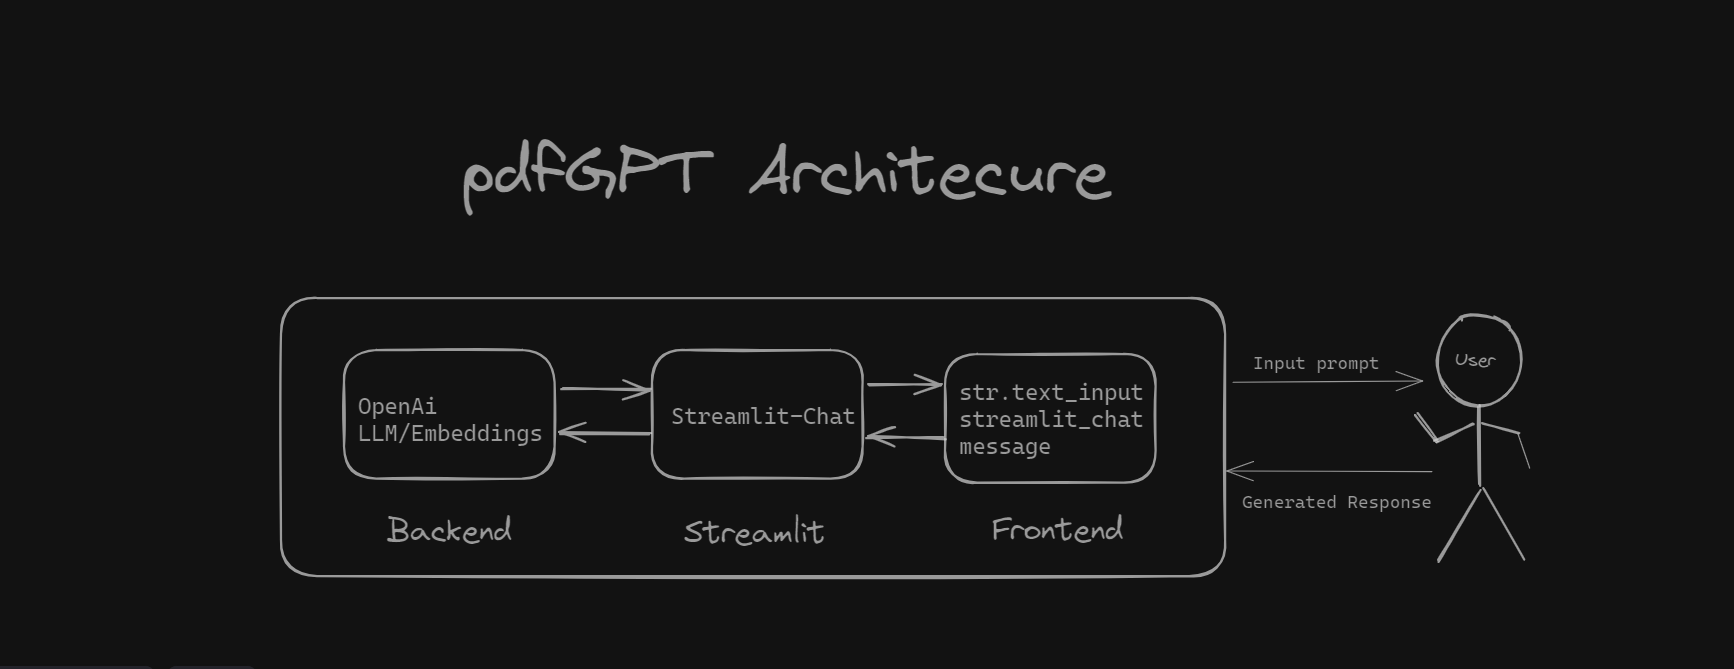 pdfGPT Architecure
OpenAi
LLM/Embeddings
Backend
Streamlit-Chat
Streamlit
str.text_input
streamlit_chat
message
Frontend
Input prompt
Generated Response
User